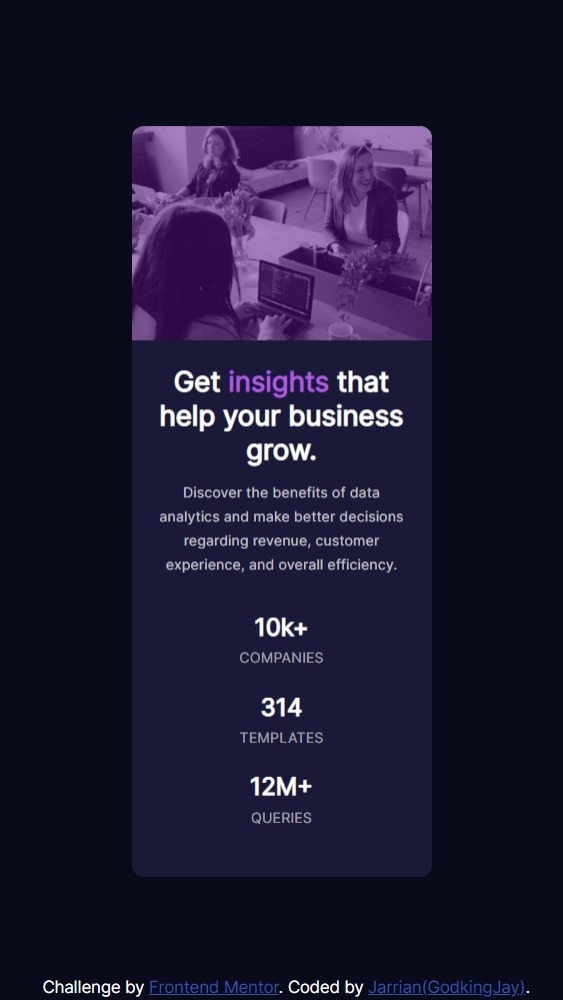 Get insights that
help your business
grow.
Discover the benefits of data
analytics and make better decisions
regarding revenue, customer
experience, and overall efficiency.
10k+
COMPANIES
314
TEMPLATES
12M+
QUERIES
Challenge by Frontend Mentor. Coded by Jarrian(GodkingJay).